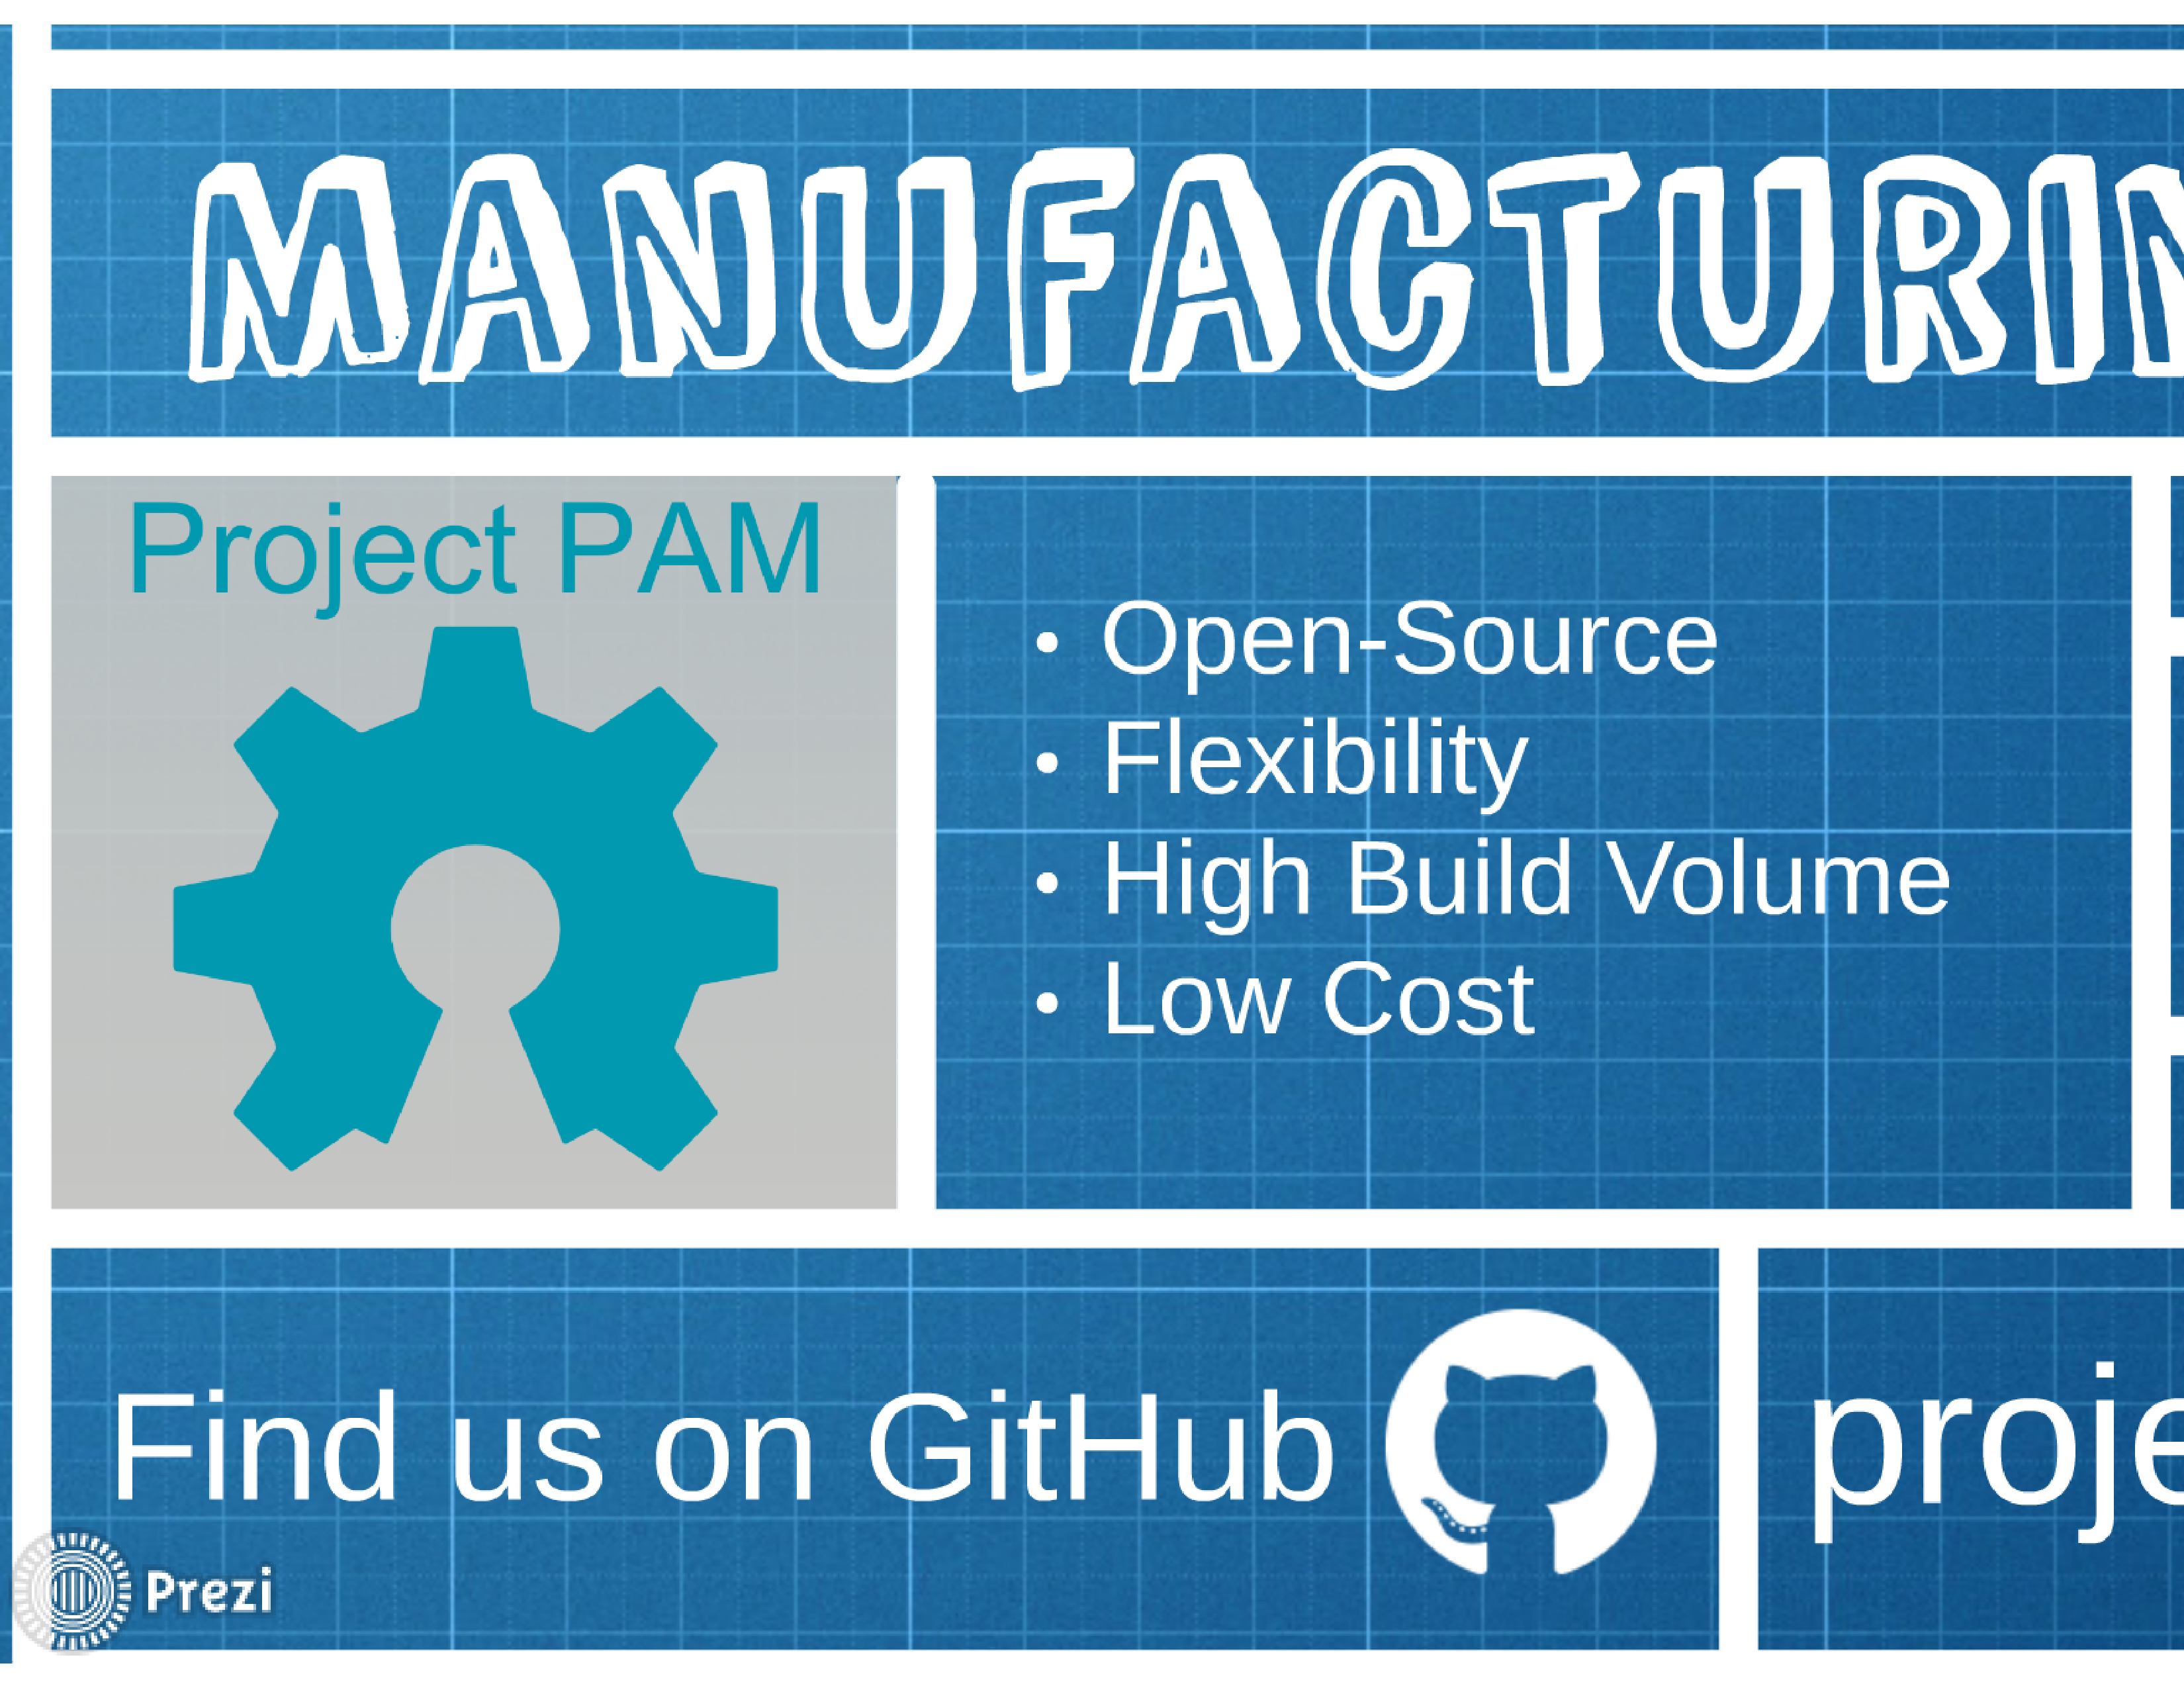 MANUFACTURIN
Project PAM
• Open-Source
• Flexibility
• High Build Volume
• Low Cost
Find us on GitHub
proje
Prezi